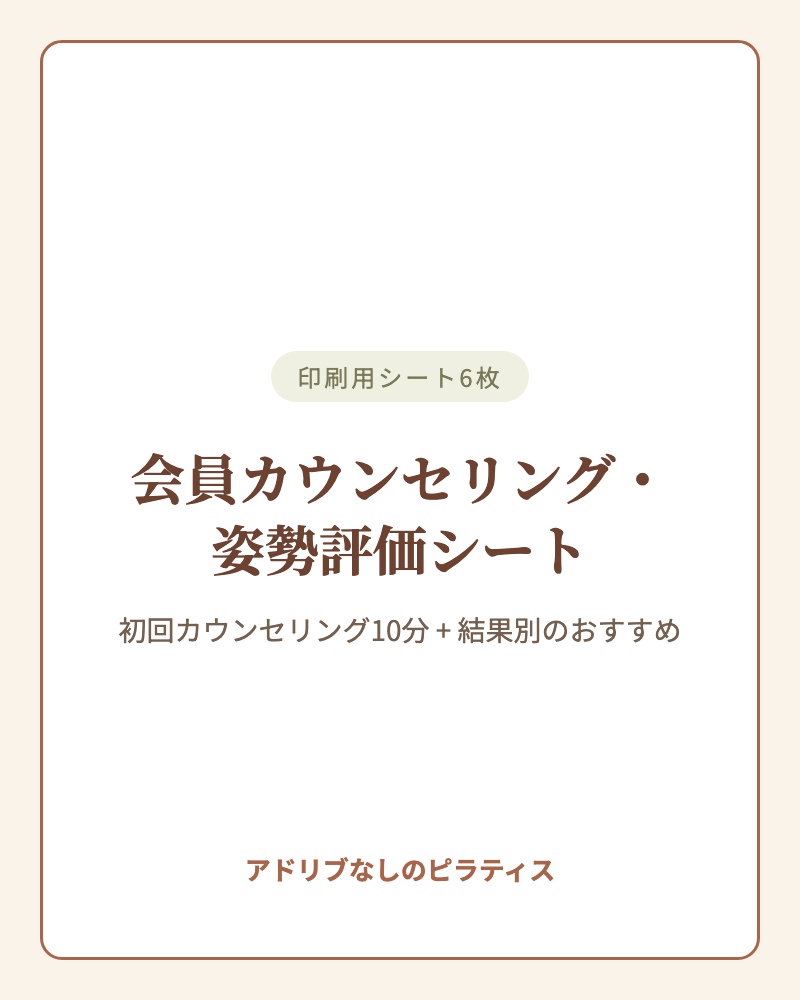 印刷用シート6枚
会員カウンセリング・
姿勢評価シート
初回カウンセリング10分 + 結果別のおすすめ
アドリブなしのピラティス